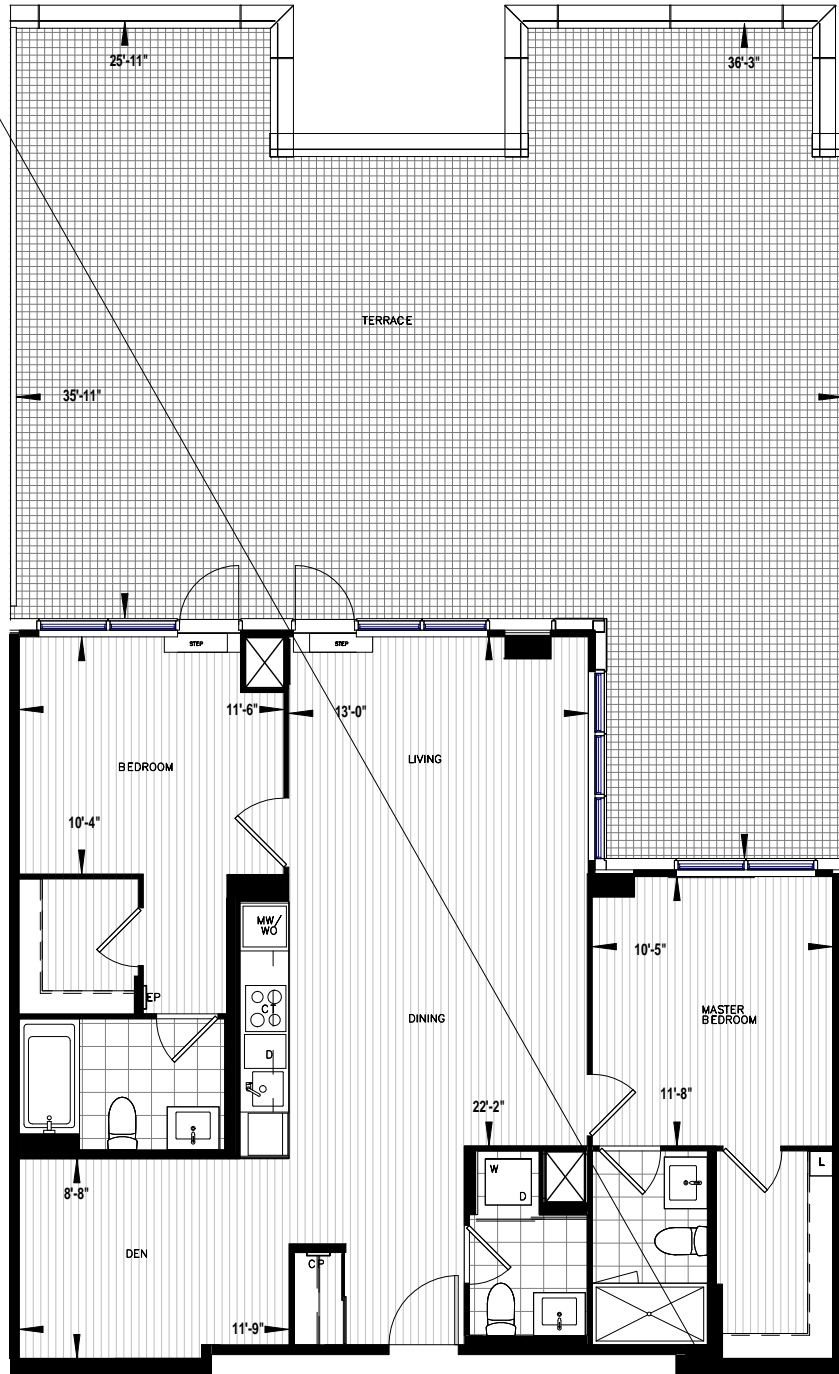 25'-11"
36'-3"
TERRACE
35'-11"
STEP
STEP
11'-6"
13'-0"
BEDROOM
LIVING
10'-4"
MW/
WO
10'-5"
EP
CT
DINING
MASTER
BEDROOM
D
11'-8"
22'-2"
W
D
L
8'-8"
DEN
CP
11'-9"